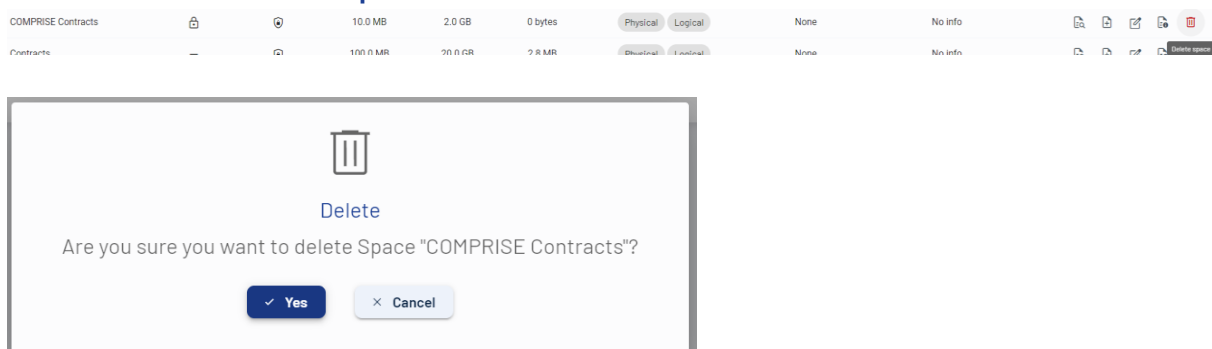 COMPRISE Contracts 10.0 MB 2.0 GB 0 bytes Physical Logical None No info
Contracts 100.0 MB 20.0 GB 2.8 MB Physical Logical None No info Delete space
Delete
Are you sure you want to delete Space "COMPRISE Contracts"?
Yes Cancel